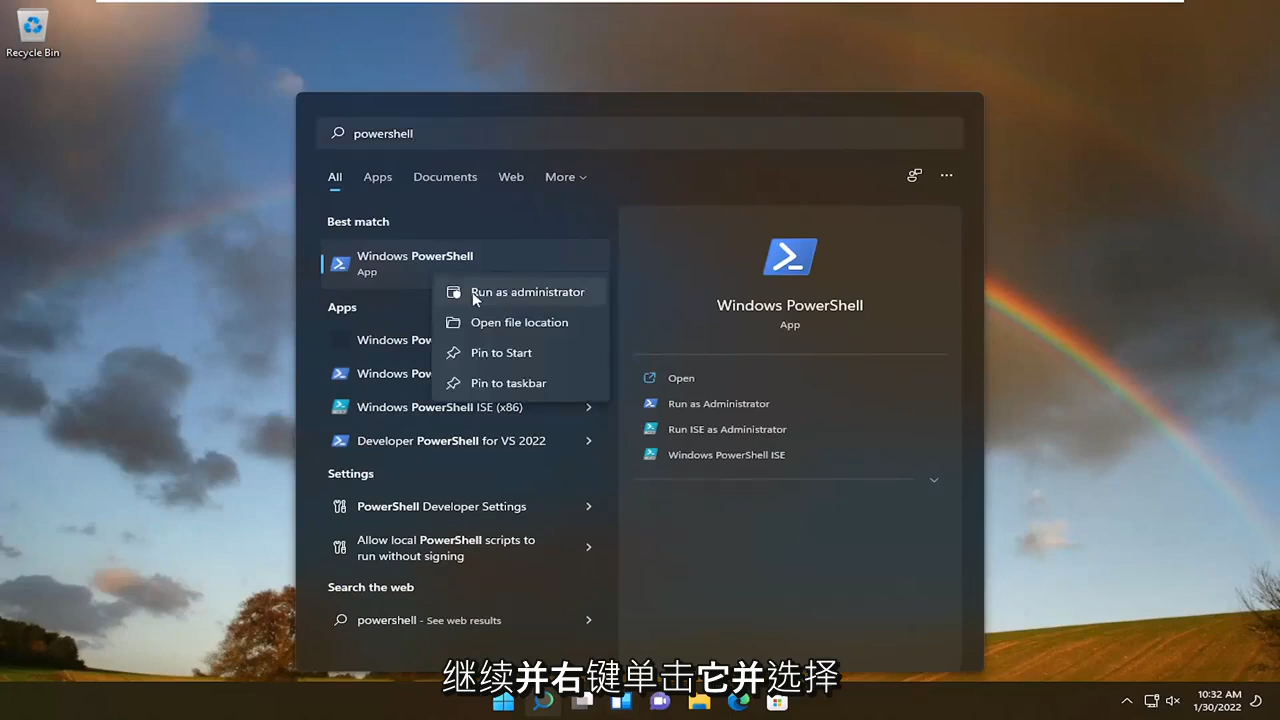 Recycle Bin
powershell
All
Apps
Documents
Web
More
Best match
Windows PowerShell
App
Run as administrator
Open file location
Pin to Start
Pin to taskbar
Apps
Windows Pow
Windows Pow
Windows PowerShell ISE (x86)
Developer PowerShell for VS 2022
Settings
PowerShell Developer Settings
Allow local PowerShell scripts to
run without signing
Search the web
powershell - See web results
Windows PowerShell
App
Open
Run as Administrator
Run ISE as Administrator
Windows PowerShell ISE
继续并右键单击它并选择
10:32 AM
1/30/2022